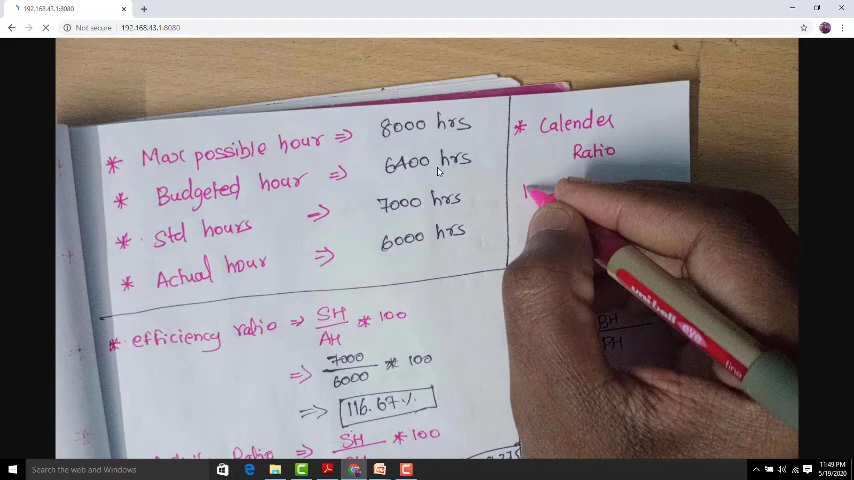 192.168.43.1:8080
Not secure 192.168.43.1:8080
* Max possible hour => 8000 hrs
* Budgeted hour => 6400 hrs
* Std hours => 7000 hrs
* Actual hour => 6000 hrs
* Calender
Ratio
* efficiency ratio => SH/AH * 100
=> 7000/6000 * 100
=> 116.67%
Ratio => SH * 100
BH
PH
uniball eye
fine
Search the web and Windows
11:49 PM
5/19/2020